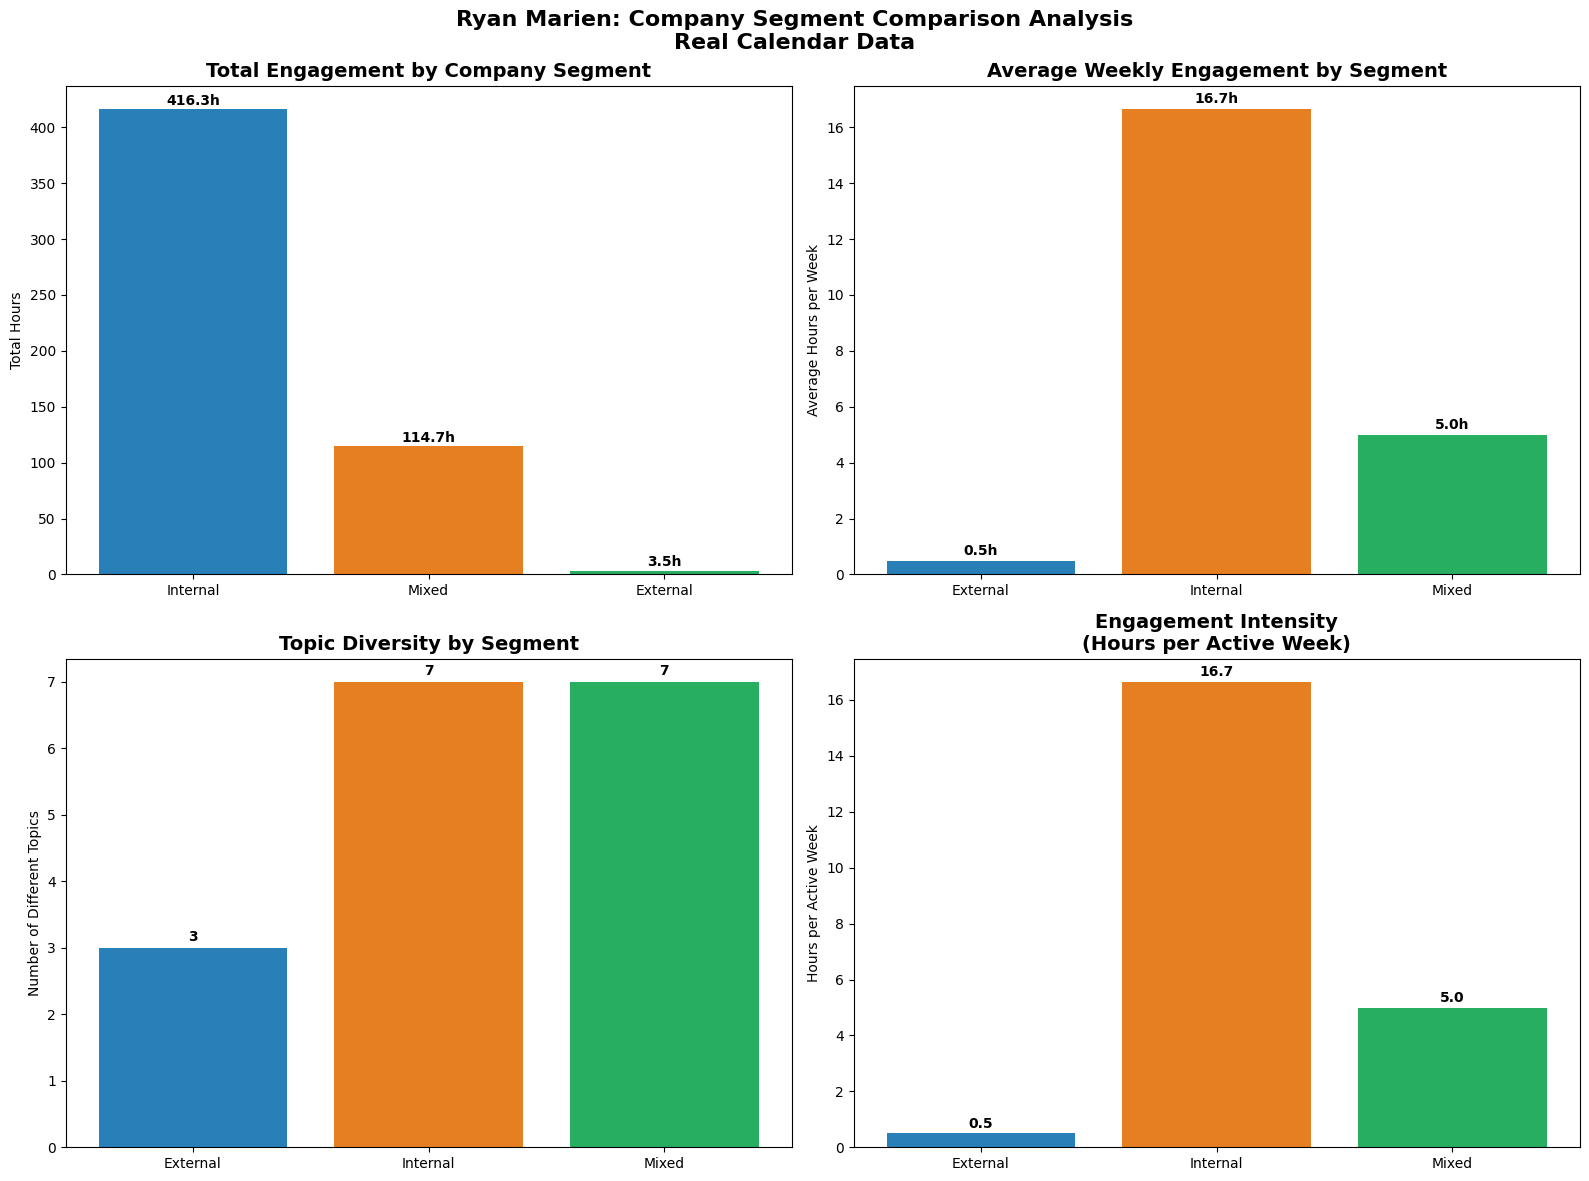 Ryan Marien: Company Segment Comparison Analysis
Real Calendar Data
Total Engagement by Company Segment
Total Hours
400
350
300
250
200
150
100
50
0
416.3h
114.7h
3.5h
Internal
Mixed
External
Average Weekly Engagement by Segment
Average Hours per Week
16
14
12
10
8
6
4
2
0
0.5h
16.7h
5.0h
External
Internal
Mixed
Topic Diversity by Segment
Number of Different Topics
7
6
5
4
3
2
1
0
3
7
7
External
Internal
Mixed
Engagement Intensity
(Hours per Active Week)
Hours per Active Week
16
14
12
10
8
6
4
2
0
0.5
16.7
5.0
External
Internal
Mixed